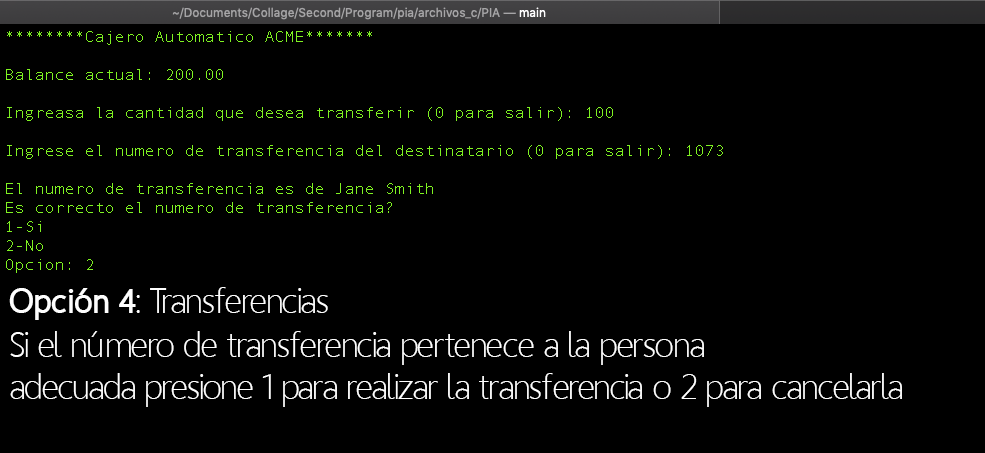 ~/Documents/Collage/Second/Program/pia/archivos_c/PIA — main
********Cajero Automatico ACME*******
Balance actual: 200.00
Ingreasa la cantidad que desea transferir (0 para salir): 100
Ingrese el numero de transferencia del destinatario (0 para salir): 1073
El numero de transferencia es de Jane Smith
Es correcto el numero de transferencia?
1-Si
2-No
Opcion: 2
Opción 4: Transferencias
Si el número de transferencia pertenece a la persona
adecuada presione 1 para realizar la transferencia o 2 para cancelarla